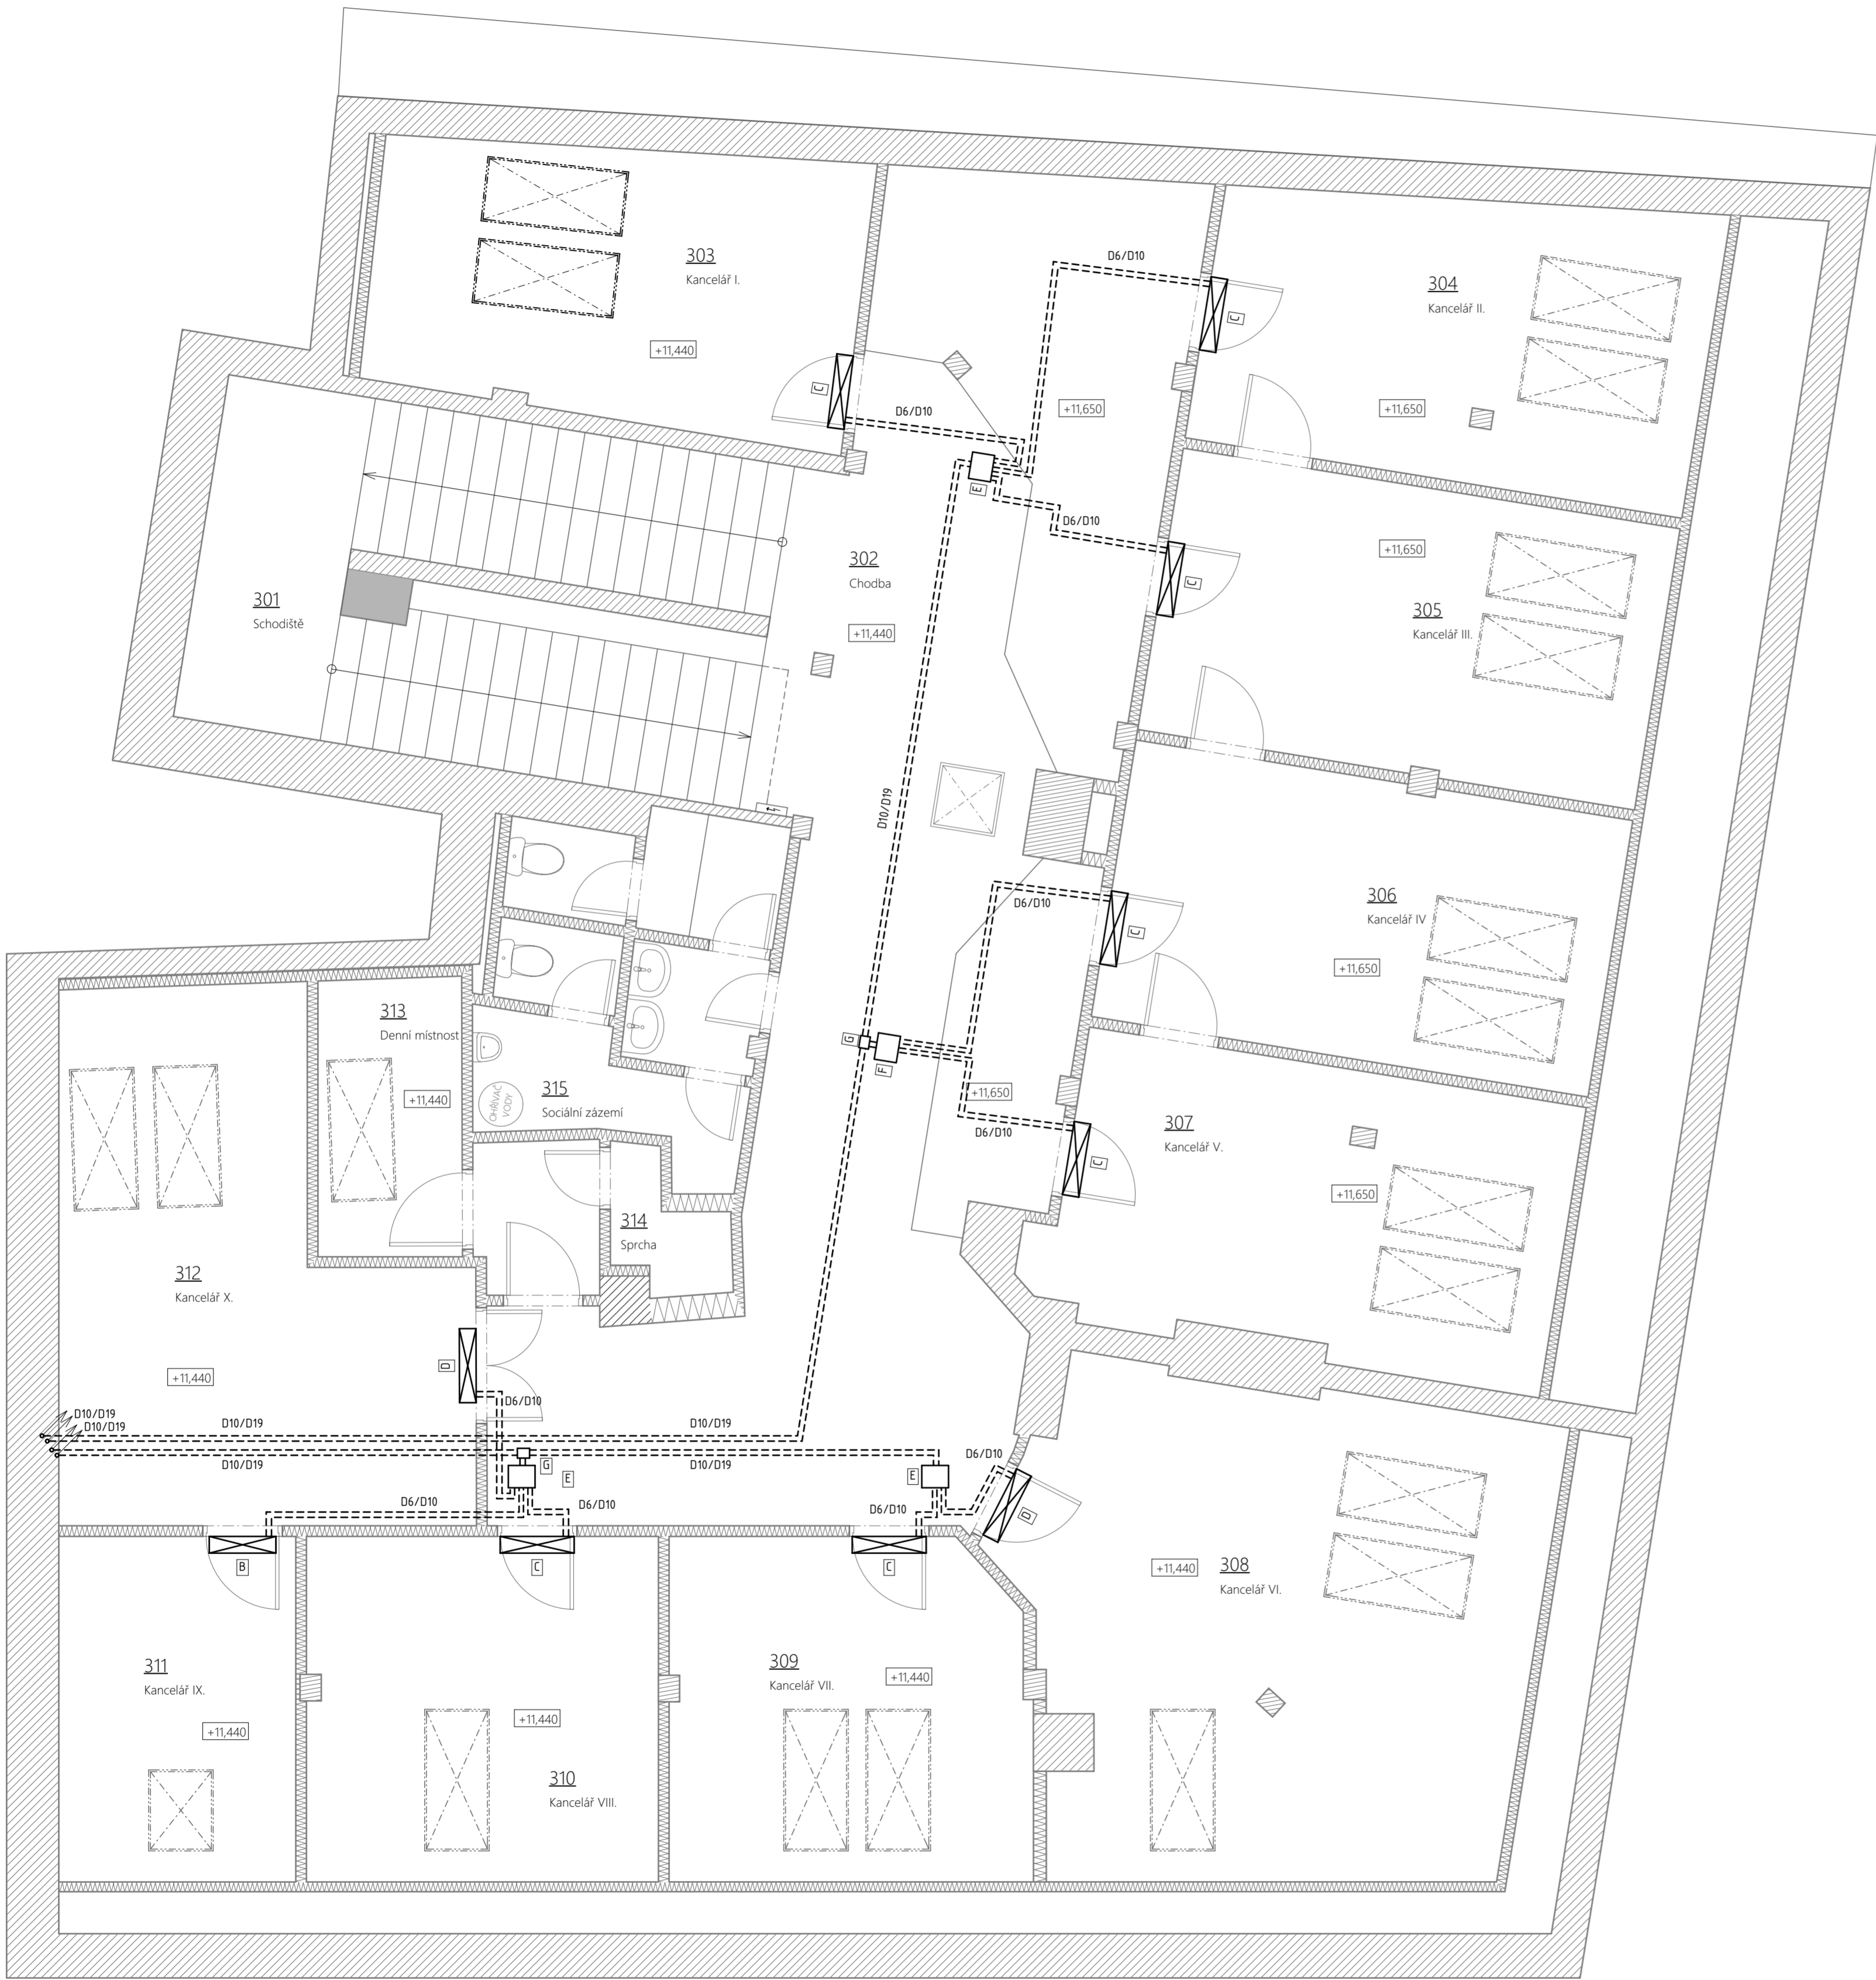 303
Kancelář I.
+11,440
C
D6/D10
D6/D10
C
304
Kancelář II.
+11,650
+11,650
E
D6/D10
302
Chodba
+11,440
301
Schodiště
C
+11,650
305
Kancelář III.
D10/D19
D6/D10
C
306
Kancelář IV
+11,650
G
F
+11,650
D6/D10
C
307
Kancelář V.
+11,650
313
Denní místnost
+11,440
OHŘÍVAČ
VODY
315
Sociální zázemí
314
Sprcha
312
Kancelář X.
+11,440
D
D6/D10
D10/D19
D10/D19
D10/D19
D10/D19
D10/D19
D10/D19
G
E
E
D6/D10
D6/D10
D6/D10
D6/D10
D
B
C
C
+11,440
308
Kancelář VI.
311
Kancelář IX.
+11,440
+11,440
310
Kancelář VIII.
309
Kancelář VII.
+11,440